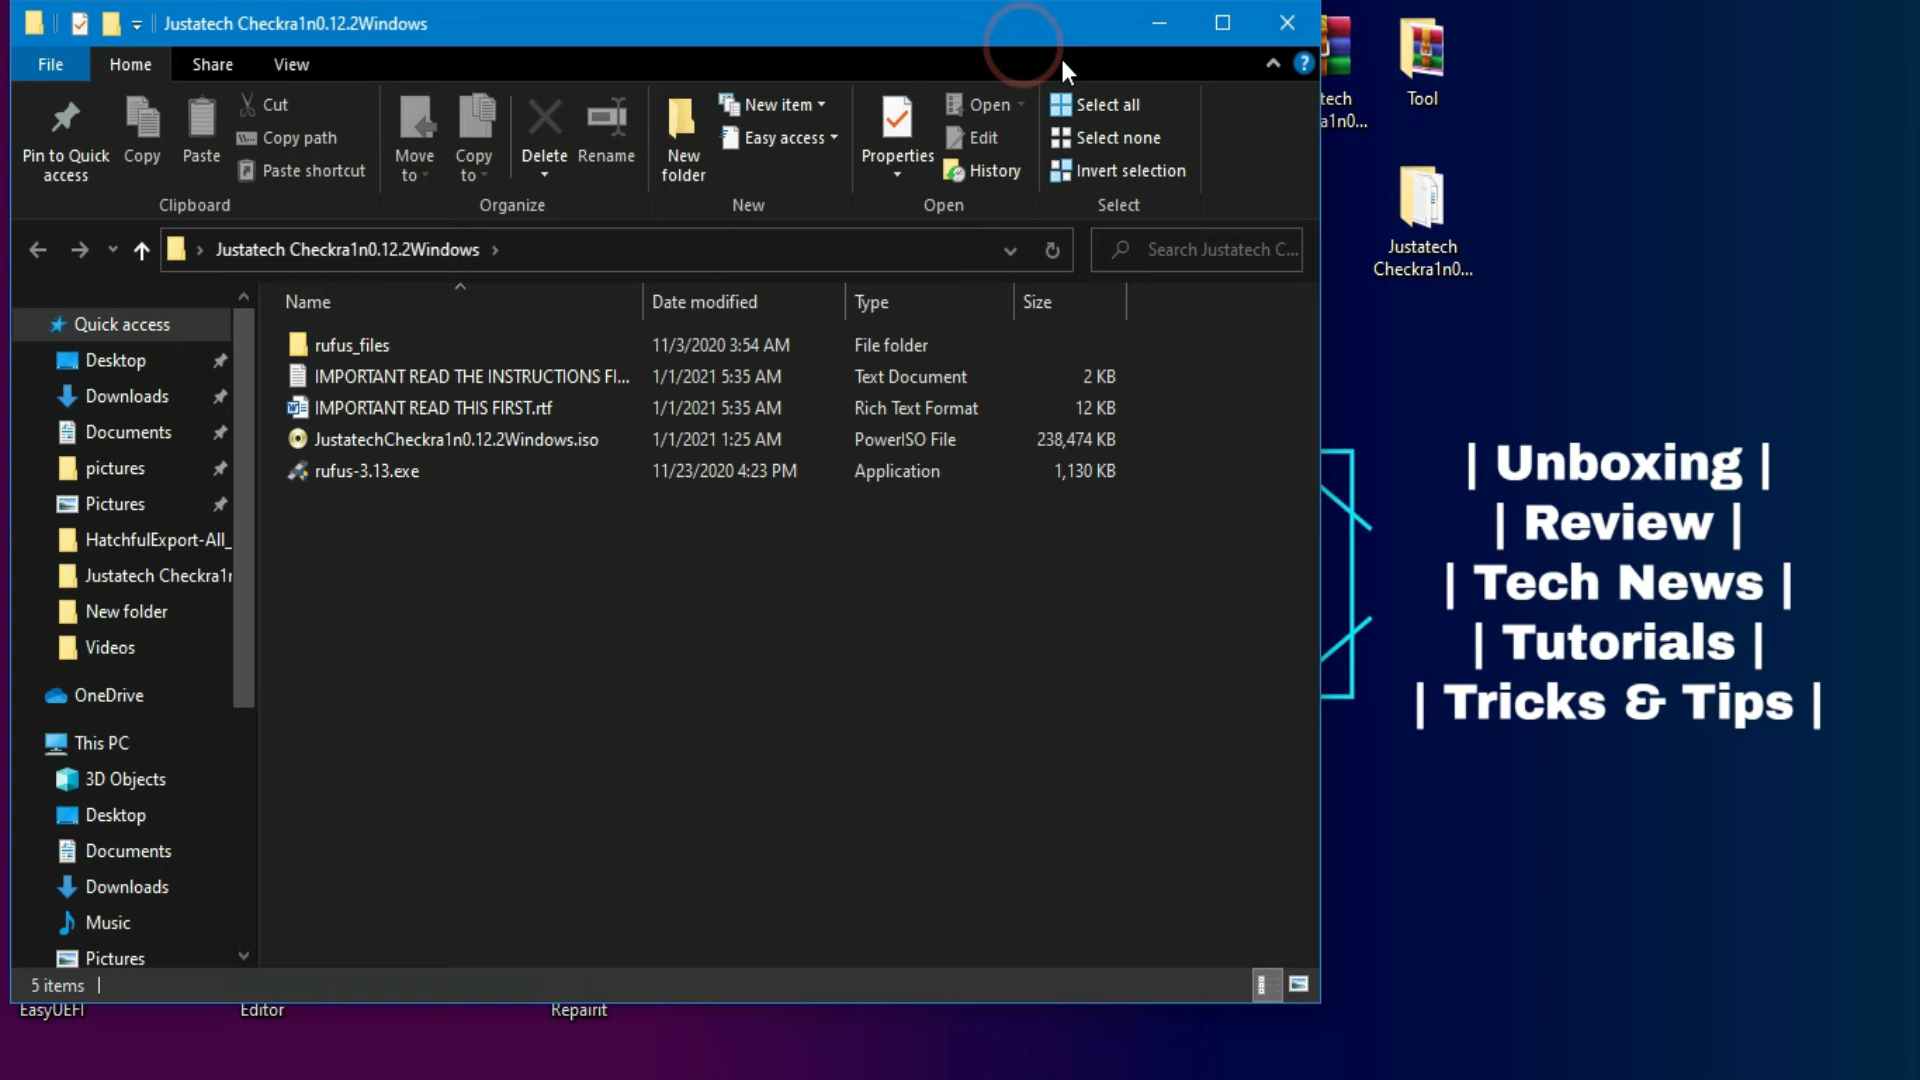 Justatech Checkra1n0.12.2Windows
File Home Share View
Pin to Quick access
Copy
Paste
Cut
Copy path
Paste shortcut
Clipboard
Move to
Copy to
Delete
Rename
Organize
New folder
New item
Easy access
New
Properties
Open
Edit
History
Open
Select all
Select none
Invert selection
Select
Justatech Checkra1n0.12.2Windows
Search Justatech C...
Name Date modified Type Size
rufus_files 11/3/2020 3:54 AM File folder
IMPORTANT READ THE INSTRUCTIONS FI... 1/1/2021 5:35 AM Text Document 2 KB
IMPORTANT READ THIS FIRST.rtf 1/1/2021 5:35 AM Rich Text Format 12 KB
JustatechCheckra1n0.12.2Windows.iso 1/1/2021 1:25 AM PowerISO File 238,474 KB
rufus-3.13.exe 11/23/2020 4:23 PM Application 1,130 KB
Quick access
Desktop
Downloads
Documents
pictures
Pictures
HatchfulExport-All_
Justatech Checkra1r
New folder
Videos
OneDrive
This PC
3D Objects
Desktop
Documents
Downloads
Music
Pictures
5 items
EasyUEFI
Editor
Repairit
tech
a1n0...
Tool
Justatech
Checkra1n0...
| Unboxing |
| Review |
| Tech News |
| Tutorials |
| Tricks & Tips |